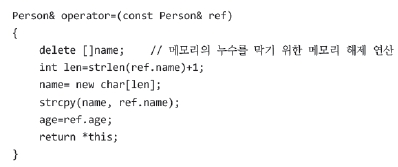 Person& operator=(const Person& ref)
{
    delete []name;    // 메모리의 누수를 막기 위한 메모리 해제 연산
    int len=strlen(ref.name)+1;
    name= new char[len];
    strcpy(name, ref.name);
    age=ref.age;
    return *this;
}